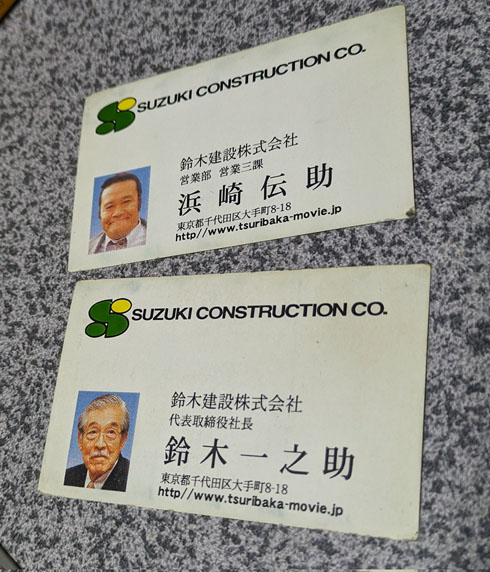 SUZUKI CONSTRUCTION CO.
鈴木建設株式会社
営業部 営業三課
浜崎伝助
東京都千代田区大手町8-18
http//www.tsuribaka-movie.jp
SUZUKI CONSTRUCTION CO.
鈴木建設株式会社
代表取締役社長
鈴木一之助
東京都千代田区大手町8-18
http//www.tsuribaka-movie.jp